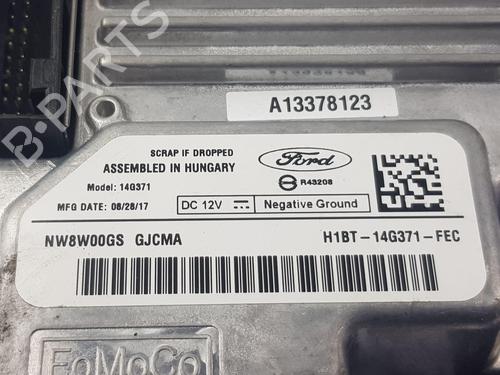 B-PARTS
A13378123
SCRAP IF DROPPED
ASSEMBLED IN HUNGARY
Model: 14G371
MFG DATE: 08/28/17
Ford
R43208
DC 12V
Negative Ground
NW8W00GS GJCMA
H1BT-14G371-FEC
FoMoCo